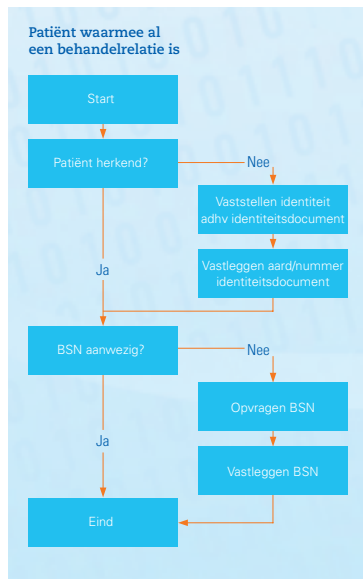 Patiënt waarmee al
een behandelrelatie is
Start
Patiënt herkend?
Nee
Vaststellen identiteit
adhv identiteitsdocument
Vastleggen aard/nummer
identiteitsdocument
Ja
BSN aanwezig?
Nee
Opvragen BSN
Ja
Vastleggen BSN
Eind